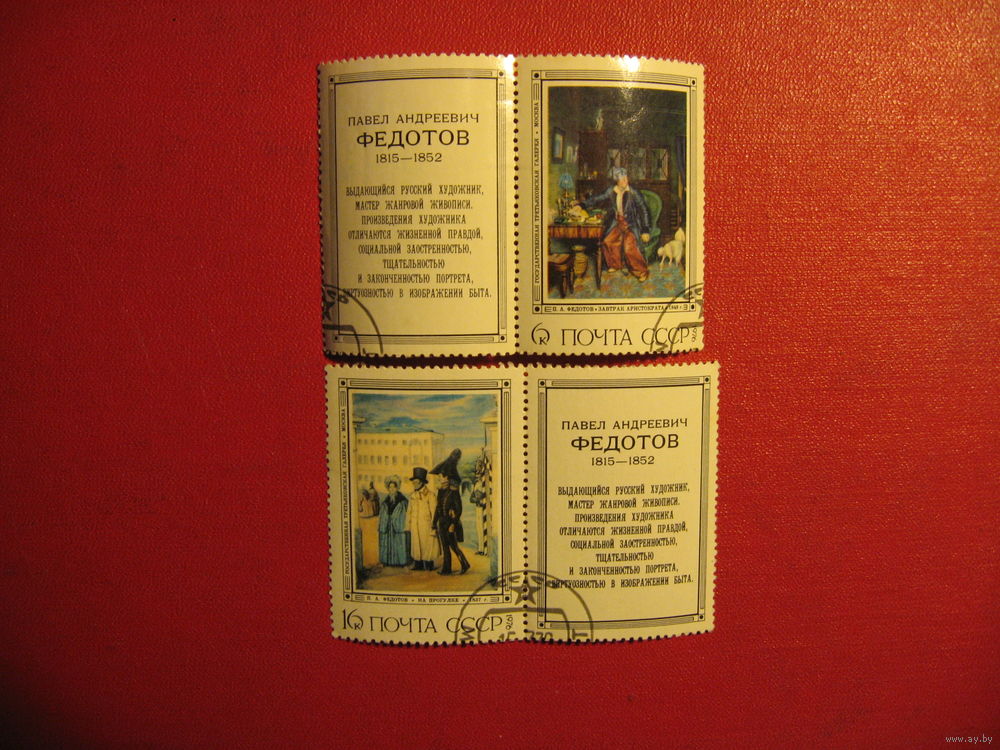 ПАВЕЛ АНДРЕЕВИЧ
ФЕДОТОВ
1815—1852
ВЫДАЮЩИЙСЯ РУССКИЙ ХУДОЖНИК,
МАСТЕР ЖАНРОВОЙ ЖИВОПИСИ.
ПРОИЗВЕДЕНИЯ ХУДОЖНИКА
ОТЛИЧАЮТСЯ ЖИЗНЕННОЙ ПРАВДОЙ,
СОЦИАЛЬНОЙ ЗАОСТРЕННОСТЬЮ,
ТЩАТЕЛЬНОСТЬЮ
И ЗАКОНЧЕННОСТЬЮ ПОРТРЕТА,
ВИРТУОЗНОСТЬЮ В ИЗОБРАЖЕНИИ БЫТА.
ГОСУДАРСТВЕННАЯ ТРЕТЬЯКОВСКАЯ ГАЛЕРЕЯ • МОСКВА
П. А. ФЕДОТОВ • ЗАВТРАК АРИСТОКРАТА •
6к ПОЧТА СССР 1976
ГОСУДАРСТВЕННАЯ ТРЕТЬЯКОВСКАЯ ГАЛЕРЕЯ • МОСКВА
П. А. ФЕДОТОВ • НА ПРОГУЛКЕ • 1837 г.
16к ПОЧТА СССР 1976
ПАВЕЛ АНДРЕЕВИЧ
ФЕДОТОВ
1815—1852
ВЫДАЮЩИЙСЯ РУССКИЙ ХУДОЖНИК,
МАСТЕР ЖАНРОВОЙ ЖИВОПИСИ.
ПРОИЗВЕДЕНИЯ ХУДОЖНИКА
ОТЛИЧАЮТСЯ ЖИЗНЕННОЙ ПРАВДОЙ,
СОЦИАЛЬНОЙ ЗАОСТРЕННОСТЬЮ,
ТЩАТЕЛЬНОСТЬЮ
И ЗАКОНЧЕННОСТЬЮ ПОРТРЕТА,
ВИРТУОЗНОСТЬЮ В ИЗОБРАЖЕНИИ БЫТА.
www.ay.by